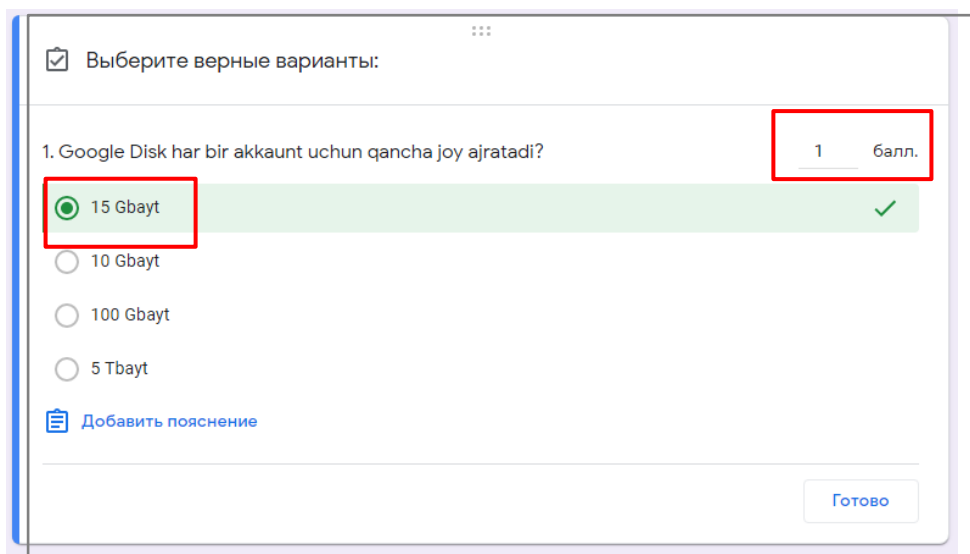 Выберите верные варианты:
1. Google Disk har bir akkaunt uchun qancha joy ajratadi?
1 балл.
15 Gbayt
10 Gbayt
100 Gbayt
5 Tbayt
Добавить пояснение
Готово